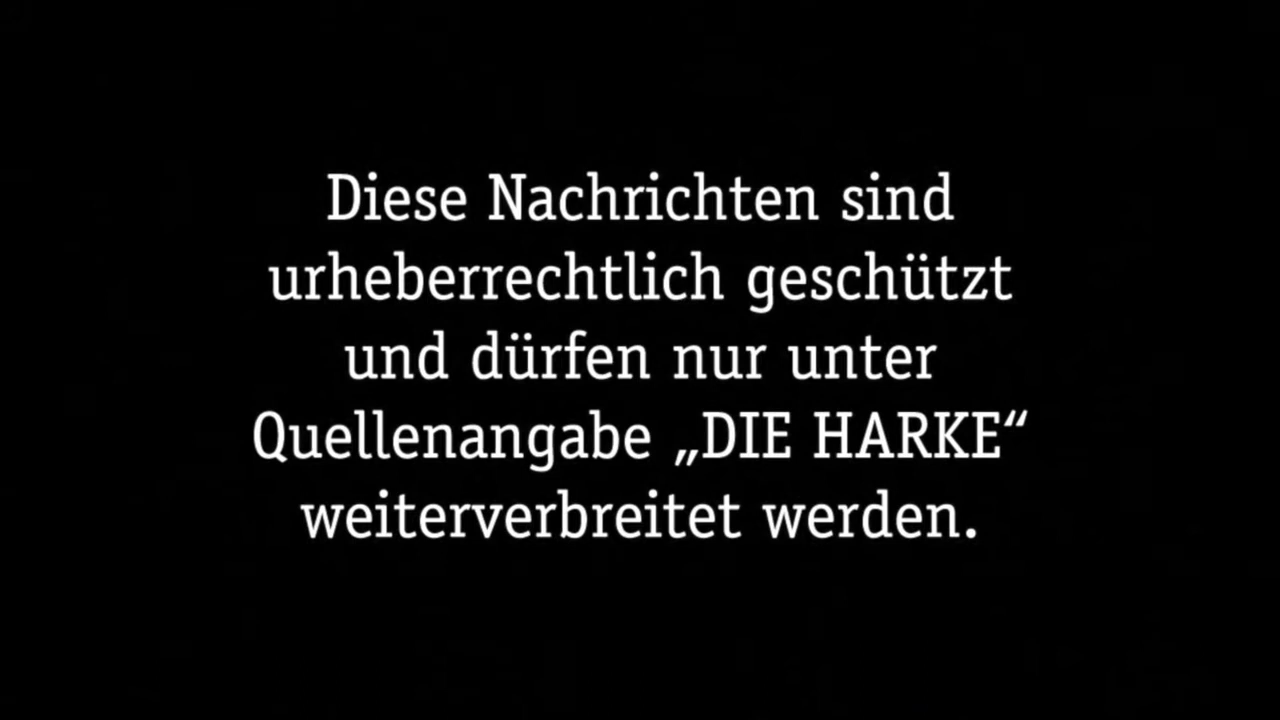 Diese Nachrichten sind
urheberrechtlich geschützt
und dürfen nur unter
Quellenangabe „DIE HARKE“
weiterverbreitet werden.